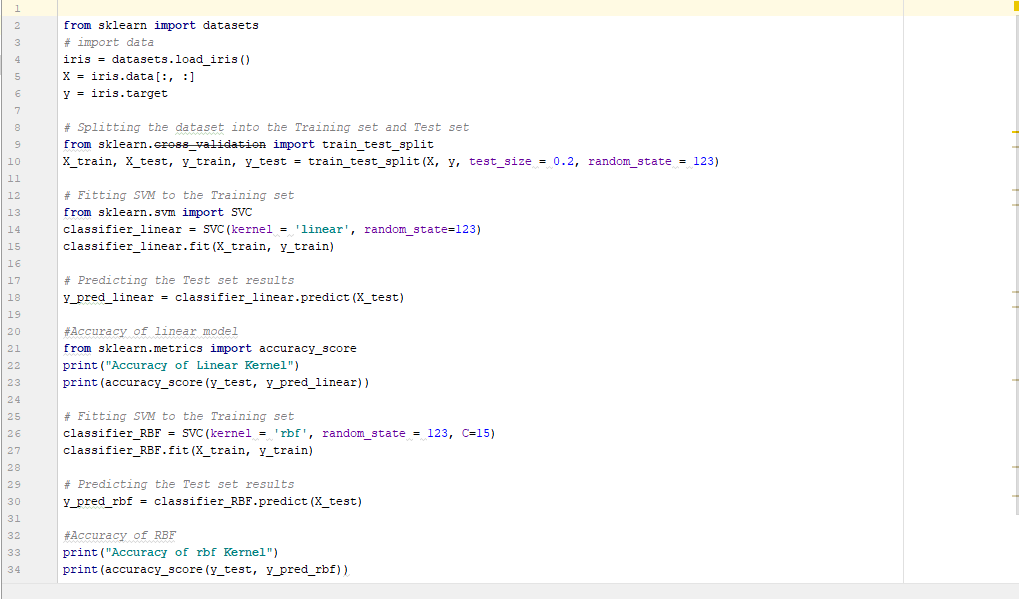 1
2 from sklearn import datasets
3 # import data
4 iris = datasets.load_iris()
5 X = iris.data[:, :]
6 y = iris.target
7
8 # Splitting the dataset into the Training set and Test set
9 from sklearn.cross_validation import train_test_split
10 X_train, X_test, y_train, y_test = train_test_split(X, y, test_size = 0.2, random_state = 123)
11
12 # Fitting SVM to the Training set
13 from sklearn.svm import SVC
14 classifier_linear = SVC(kernel = 'linear', random_state=123)
15 classifier_linear.fit(X_train, y_train)
16
17 # Predicting the Test set results
18 y_pred_linear = classifier_linear.predict(X_test)
19
20 #Accuracy of linear model
21 from sklearn.metrics import accuracy_score
22 print("Accuracy of Linear Kernel")
23 print(accuracy_score(y_test, y_pred_linear))
24
25 # Fitting SVM to the Training set
26 classifier_RBF = SVC(kernel = 'rbf', random_state = 123, C=15)
27 classifier_RBF.fit(X_train, y_train)
28
29 # Predicting the Test set results
30 y_pred_rbf = classifier_RBF.predict(X_test)
31
32 #Accuracy of RBF
33 print("Accuracy of rbf Kernel")
34 print(accuracy_score(y_test, y_pred_rbf))